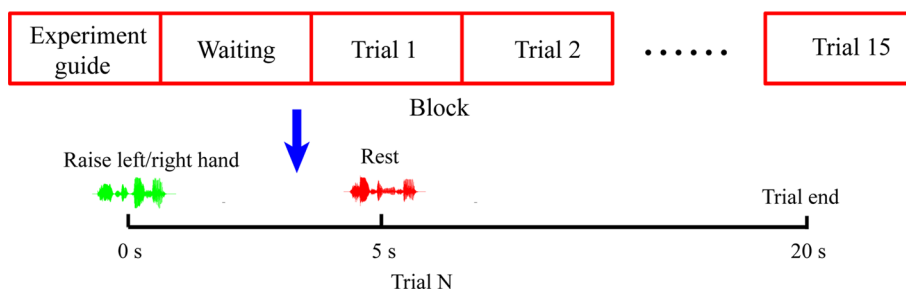 Experiment
guide
Waiting
Trial 1
Trial 2
......
Trial 15
Block
Raise left/right hand
Rest
Trial end
0 s
5 s
20 s
Trial N